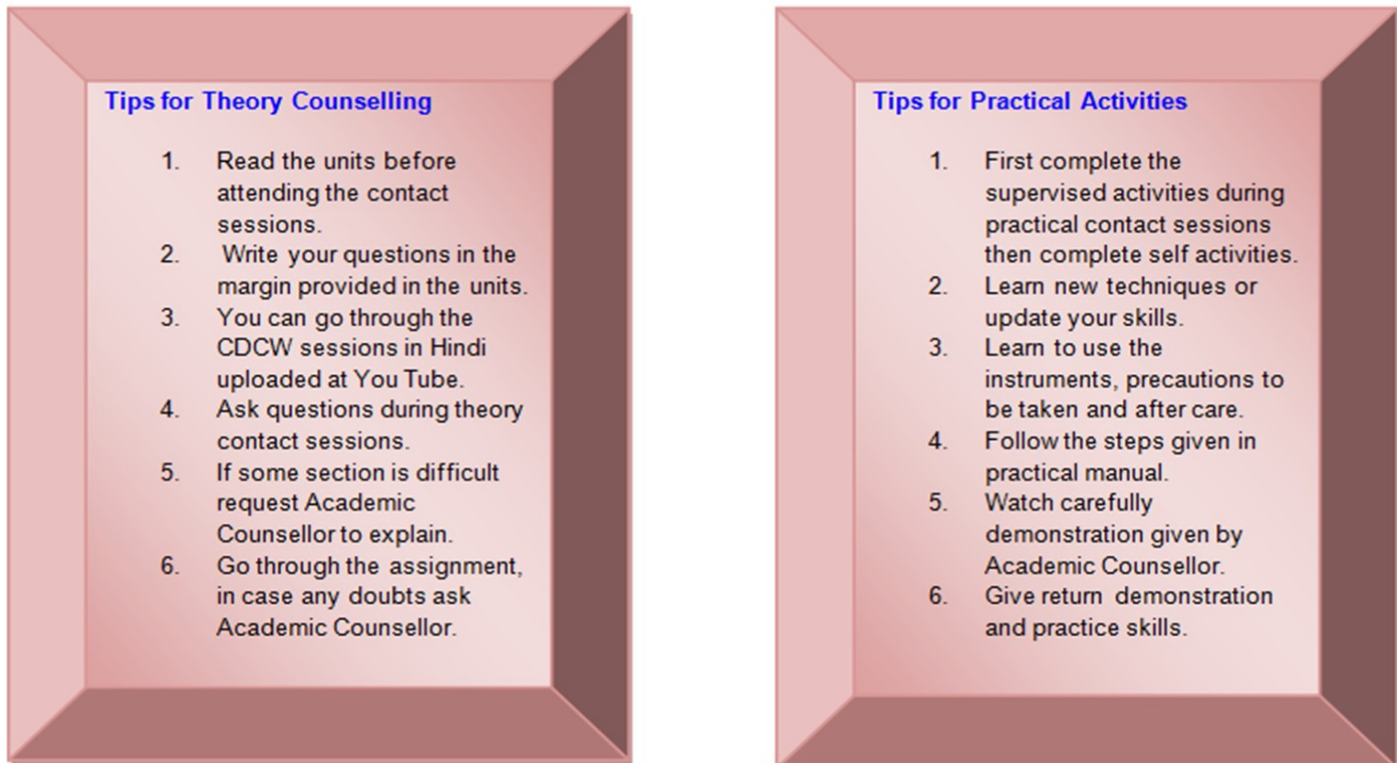 Tips for Theory Counselling
1. Read the units before
attending the contact
sessions.
2. Write your questions in the
margin provided in the units.
3. You can go through the
CDCW sessions in Hindi
uploaded at You Tube.
4. Ask questions during theory
contact sessions.
5. If some section is difficult
request Academic
Counsellor to explain.
6. Go through the assignment,
in case any doubts ask
Academic Counsellor.
Tips for Practical Activities
1. First complete the
supervised activities during
practical contact sessions
then complete self activities.
2. Learn new techniques or
update your skills.
3. Learn to use the
instruments, precautions to
be taken and after care.
4. Follow the steps given in
practical manual.
5. Watch carefully
demonstration given by
Academic Counsellor.
6. Give return demonstration
and practice skills.